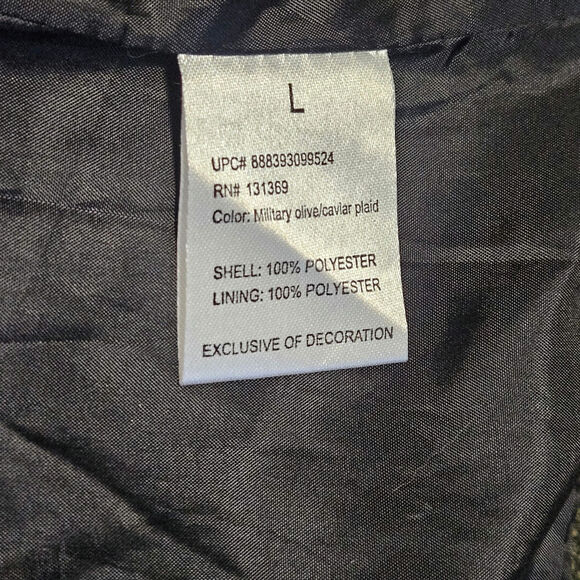 L
UPC# 888393099524
RN# 131369
Color: Military olive/caviar plaid
SHELL: 100% POLYESTER
LINING: 100% POLYESTER
EXCLUSIVE OF DECORATION